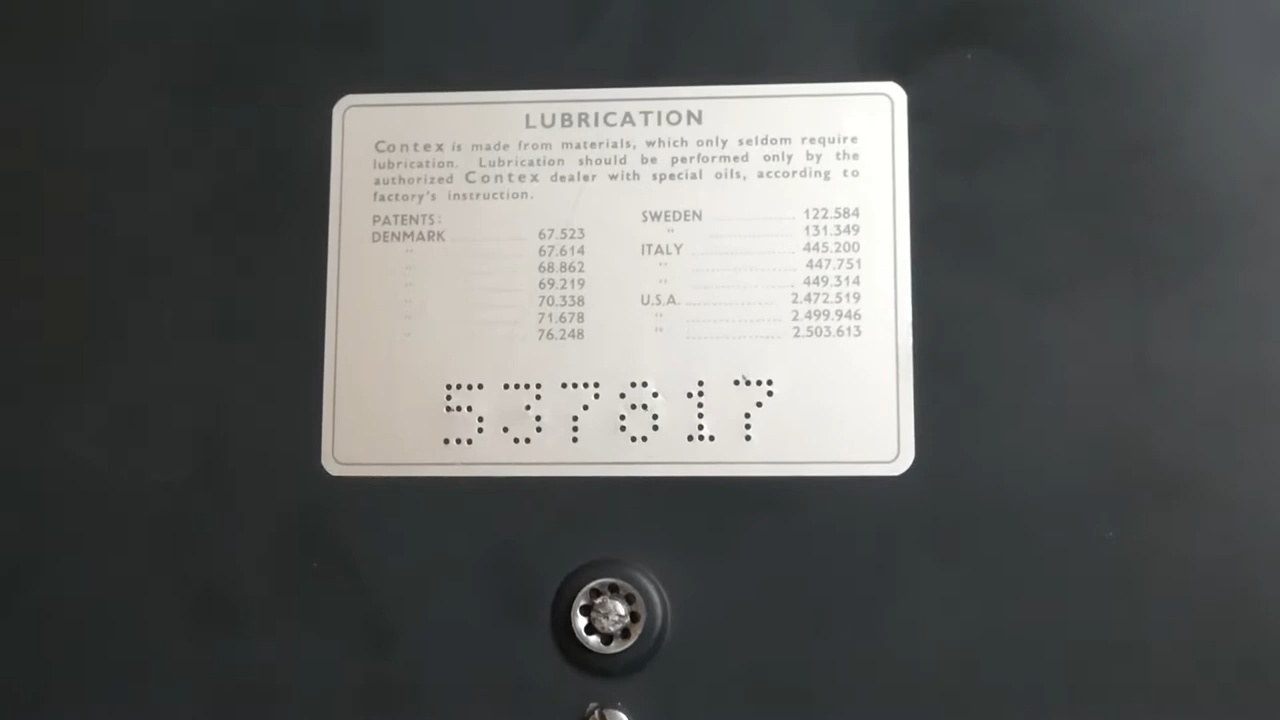 LUBRICATION
Contex is made from materials, which only seldom require
lubrication. Lubrication should be performed only by the
authorized Contex dealer with special oils, according to
factory's instruction.
PATENTS:
DENMARK 67.523
" 67.614
" 68.862
" 69.219
" 70.338
" 71.678
" 76.248
SWEDEN 122.584
" 131.349
ITALY 445.200
" 447.751
" 449.314
U.S.A. 2.472.519
" 2.499.946
" 2.503.613
537817